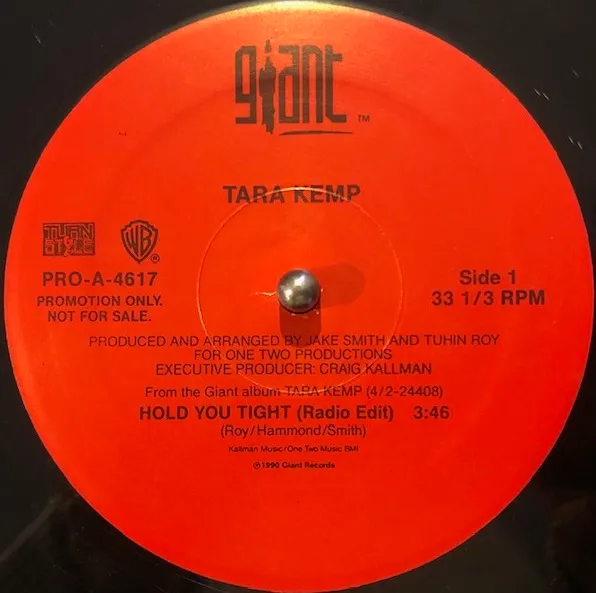 giant ™
TARA KEMP
TURN
STYLE
WB ®
PRO-A-4617
PROMOTION ONLY.
NOT FOR SALE.
Side 1
33 1/3 RPM
PRODUCED AND ARRANGED BY JAKE SMITH AND TUHIN ROY
FOR ONE TWO PRODUCTIONS
EXECUTIVE PRODUCER: CRAIG KALLMAN
From the Giant album TARA KEMP (4/2-24408)
HOLD YOU TIGHT (Radio Edit) 3:46
(Roy/Hammond/Smith)
Kallman Music/One Two Music BMI
℗1990 Giant Records